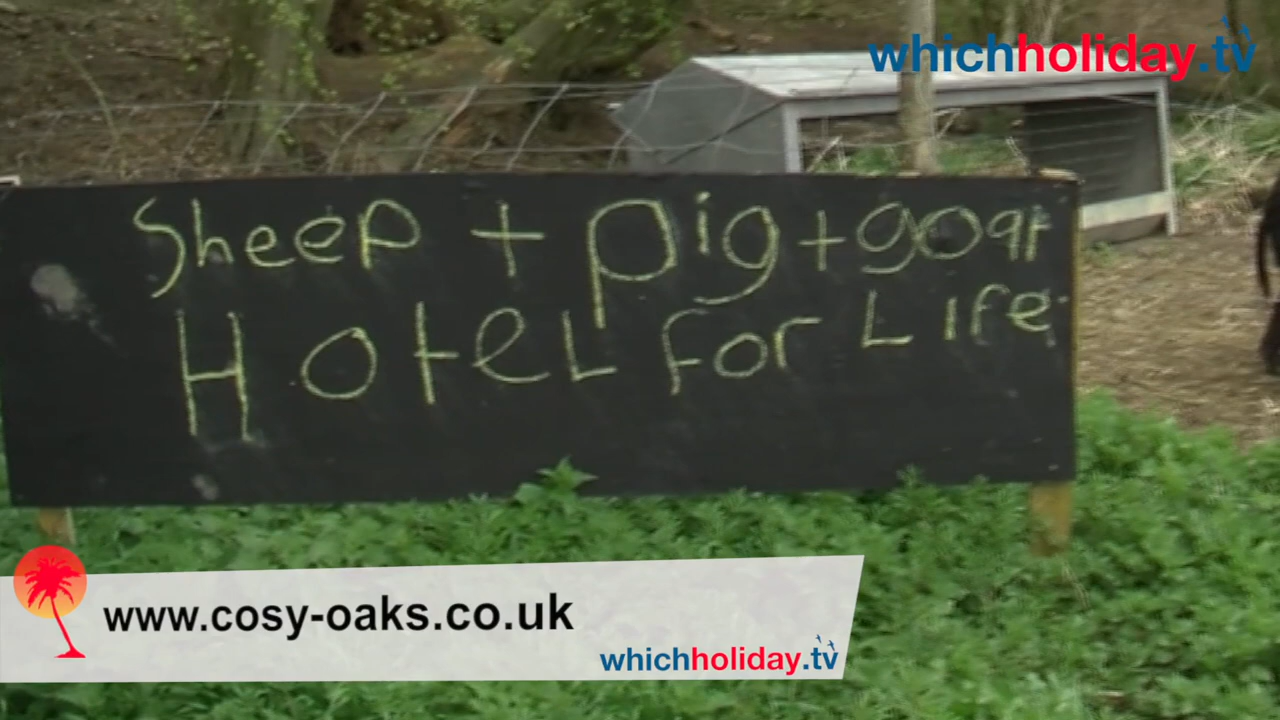 whichholiday.tv
Sheep + pig + goat
HoteL for Life
www.cosy-oaks.co.uk
whichholiday.tv